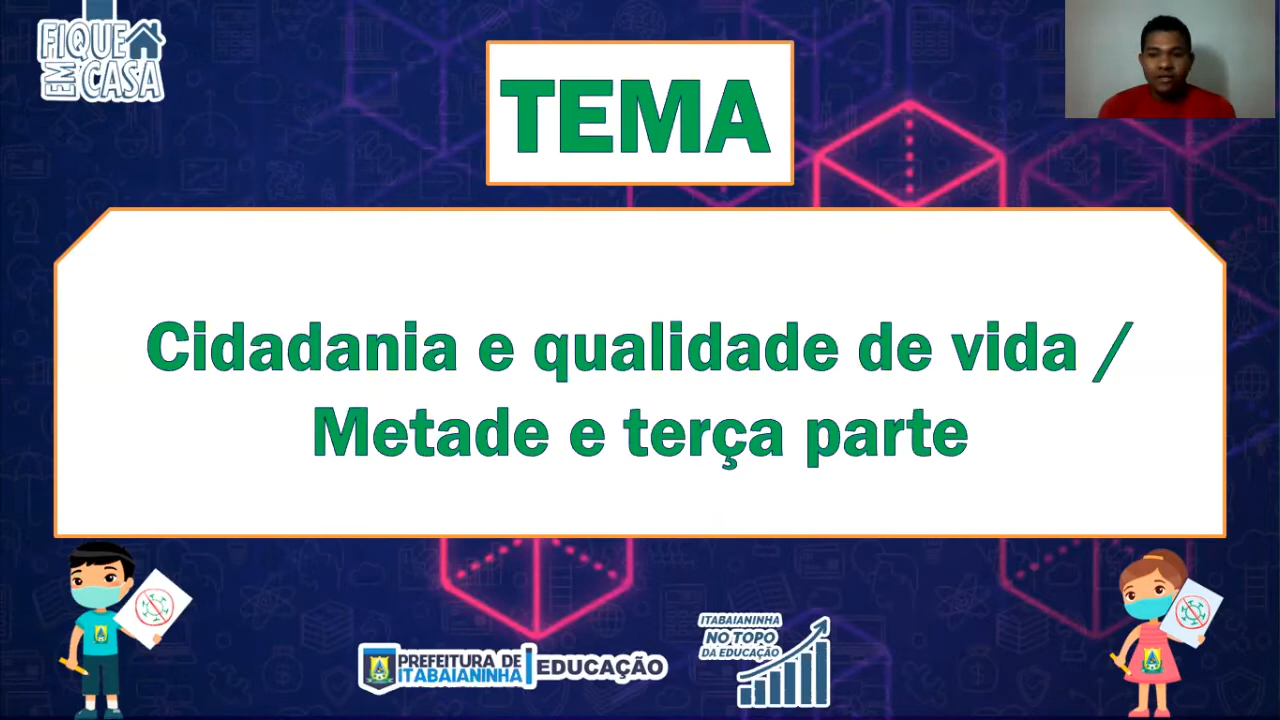 FIQUE
EM CASA
TEMA
Cidadania e qualidade de vida /
Metade e terça parte
PREFEITURA DE
ITABAIANINHA
EDUCAÇÃO
ITABAIANINHA
NO TOPO
DA EDUCAÇÃO